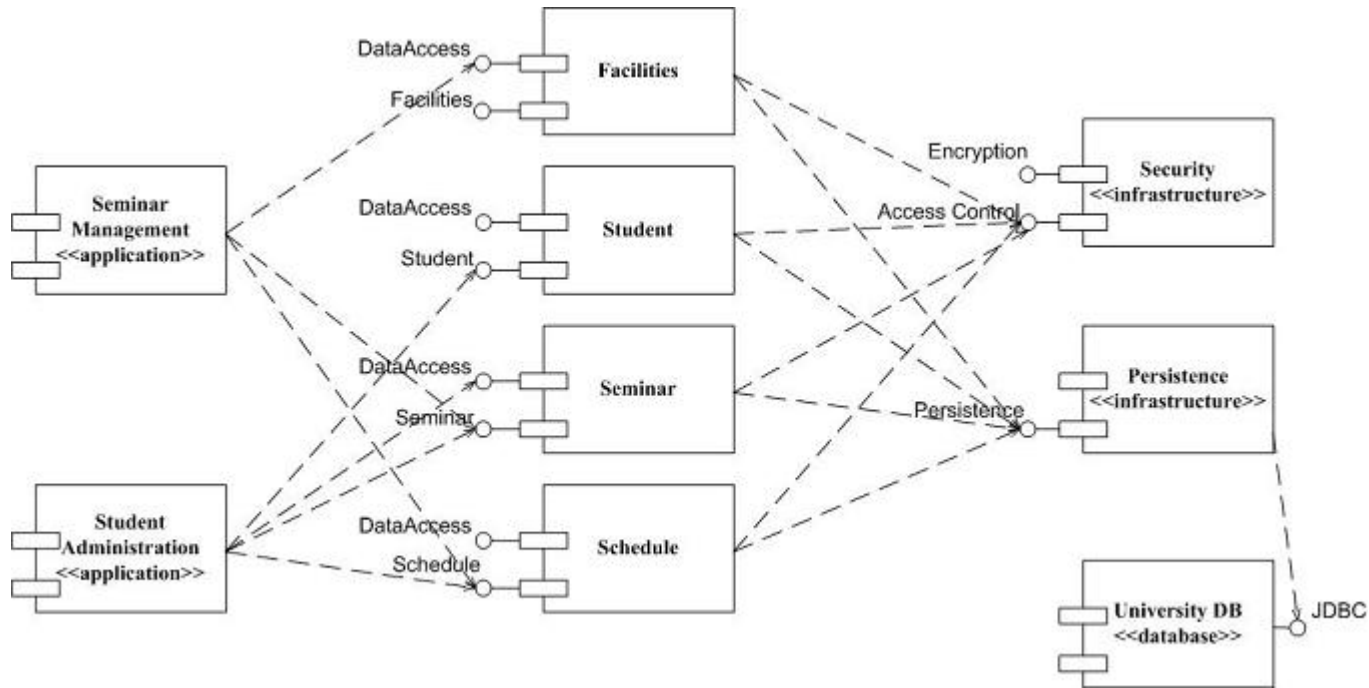 DataAccess
Facilities
Facilities
Encryption
Security
<<infrastructure>>
Access Control
Seminar
Management
<<application>>
DataAccess
Student
Student
DataAccess
Seminar
Seminar
Persistence
Persistence
<<infrastructure>>
Student
Administration
<<application>>
DataAccess
Schedule
Schedule
University DB
<<database>>
JDBC